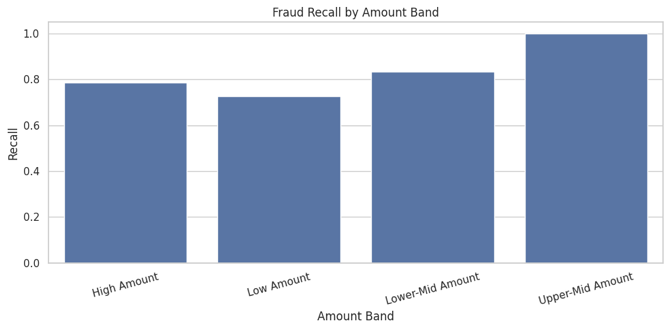 Fraud Recall by Amount Band
Recall
1.0
0.8
0.6
0.4
0.2
0.0
High Amount
Low Amount
Lower-Mid Amount
Upper-Mid Amount
Amount Band